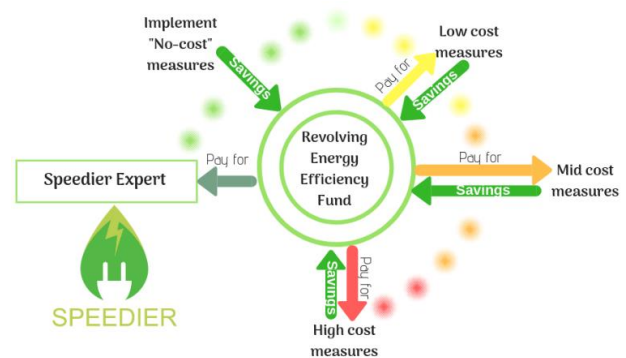 Implement
"No-cost"
measures
Savings
Low cost
measures
Pay for
Savings
Revolving
Energy
Efficiency
Fund
Pay for
Speedier Expert
Pay for
Savings
Mid cost
measures
Savings
Pay for
High cost
measures
SPEEDIER